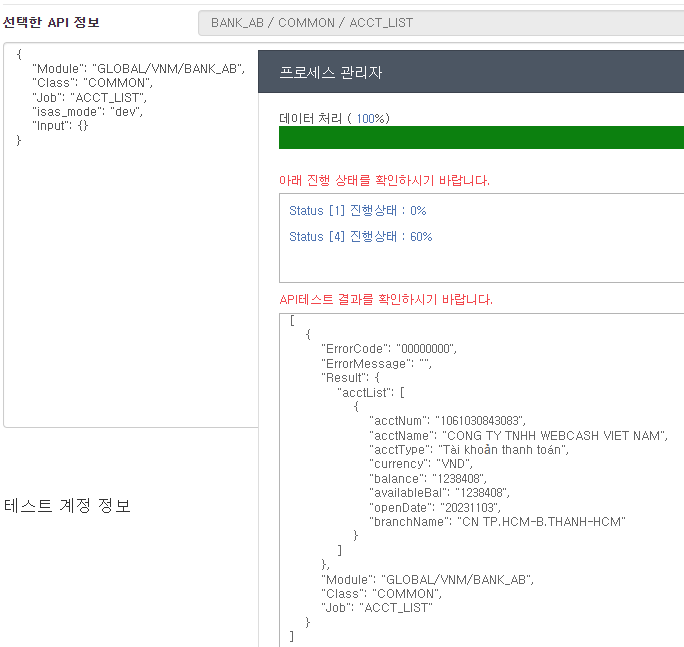 선택한 API 정보
BANK_AB / COMMON / ACCT_LIST
{
"Module": "GLOBAL/VNM/BANK_AB",
"Class": "COMMON",
"Job": "ACCT_LIST",
"isas_mode": "dev",
"Input": {}
}
프로세스 관리자
데이터 처리 ( 100%)
아래 진행 상태를 확인하시기 바랍니다.
Status [1] 진행상태 : 0%
Status [4] 진행상태 : 60%
API테스트 결과를 확인하시기 바랍니다.
[
{
"ErrorCode": "00000000",
"ErrorMessage": "",
"Result": {
"acctList": [
{
"acctNum": "1061030843083",
"acctName": "CONG TY TNHH WEBCASH VIET NAM",
"acctType": "Tài khoản thanh toán",
"currency": "VND",
"balance": "1238408",
"availableBal": "1238408",
"openDate": "20231103",
"branchName": "CN TP.HCM-B.THANH-HCM"
}
]
},
"Module": "GLOBAL/VNM/BANK_AB",
"Class": "COMMON",
"Job": "ACCT_LIST"
}
]
테스트 계정 정보